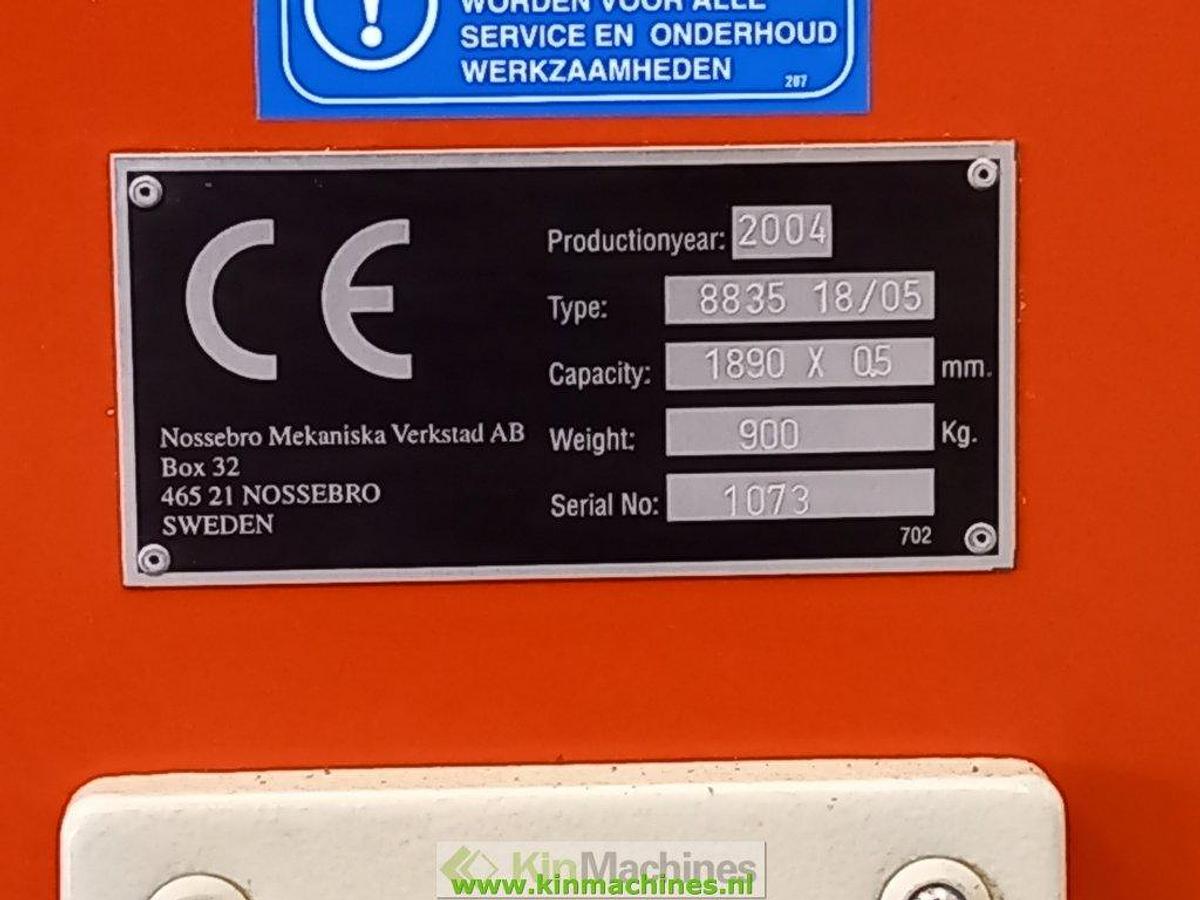 WORDEN VOOR ALLE
SERVICE EN ONDERHOUD
WERKZAAMHEDEN
207
CE
Productionyear: 2004
Type: 8835 18/05
Capacity: 1890 X 0.5 mm.
Weight: 900 Kg.
Serial No: 1073
702
Nossebro Mekaniska Verkstad AB
Box 32
465 21 NOSSEBRO
SWEDEN
KinMachines
www.kinmachines.nl